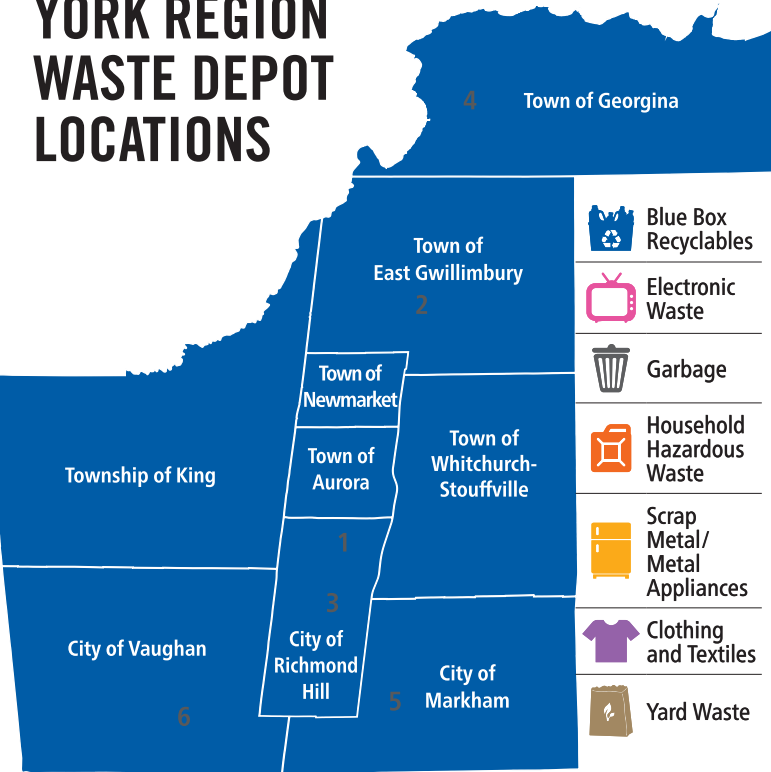 YORK REGION
WASTE DEPOT
LOCATIONS
4 Town of Georgina
Town of
East Gwillimbury
2
Town of
Newmarket
Town of
Aurora
Town of
Whitchurch-
Stouffville
Township of King
1
3
City of
Richmond
Hill
City of Vaughan
6
City of
5 Markham
Blue Box
Recyclables
Electronic
Waste
Garbage
Household
Hazardous
Waste
Scrap
Metal/
Metal
Appliances
Clothing
and Textiles
Yard Waste